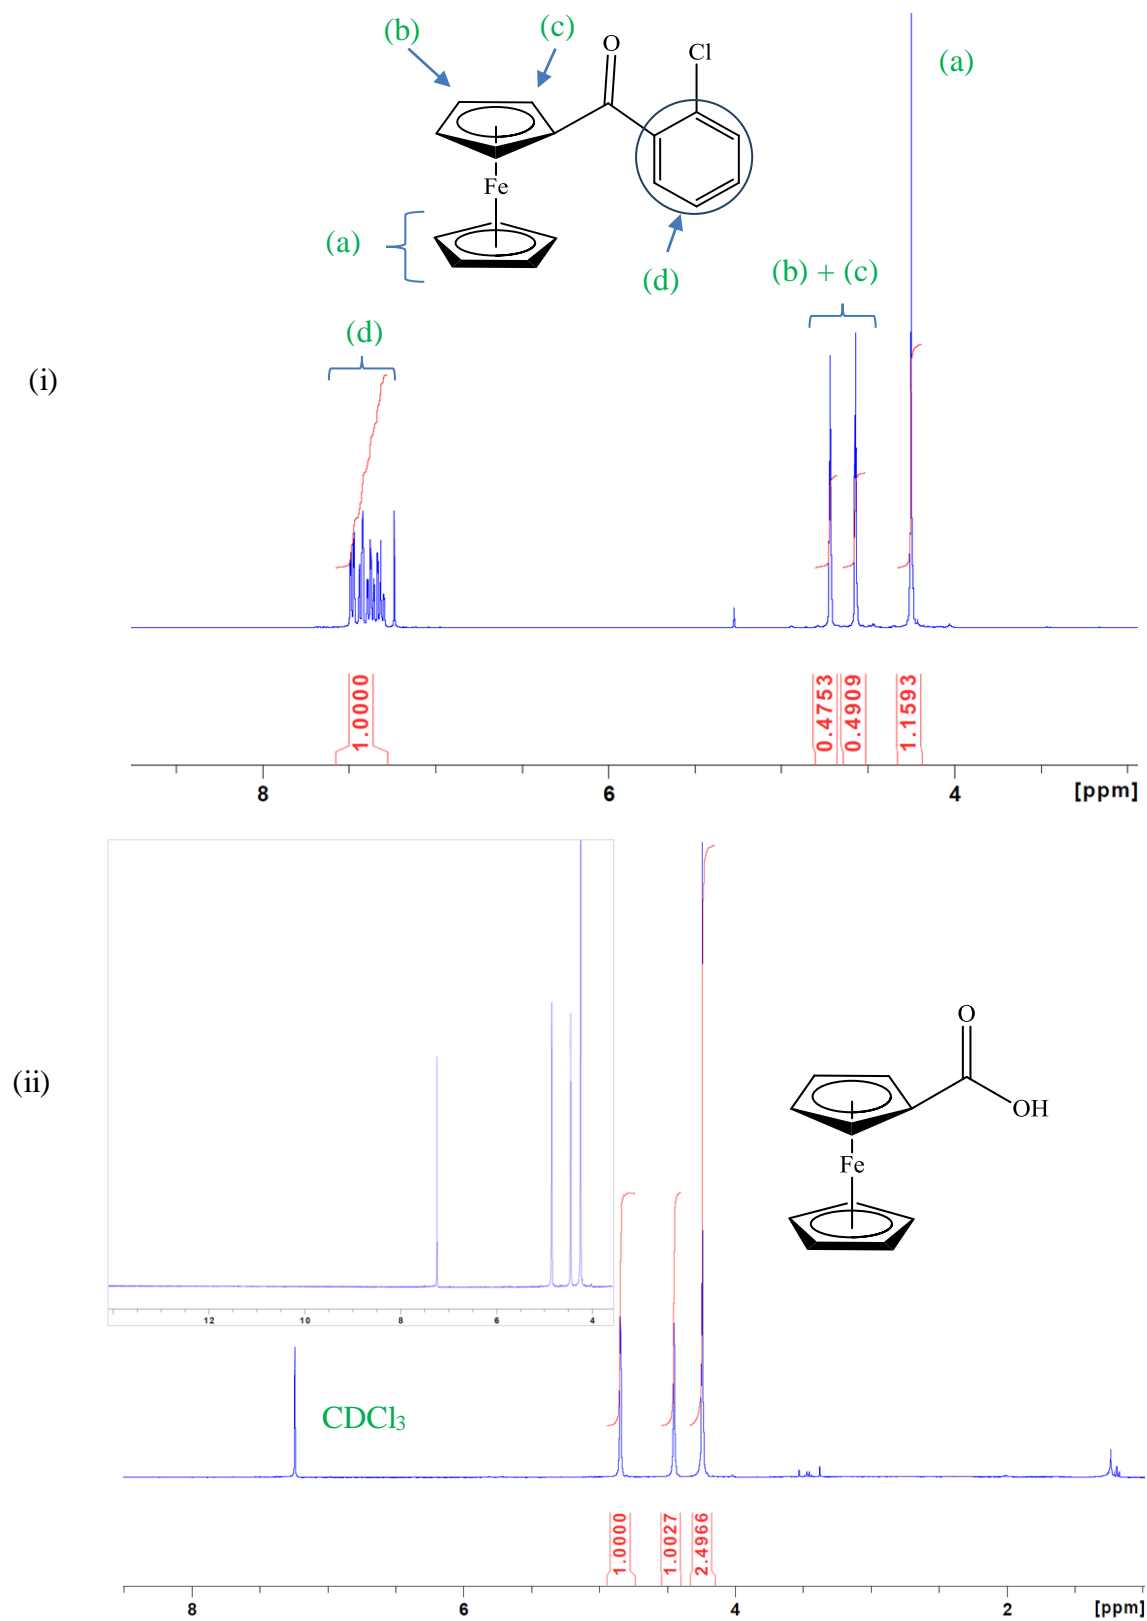 (b)
(c)
O
Cl
(a)
Fe
(a)
(d)
(b) + (c)
(d)
(i)
1.0000
0.4753
0.4909
1.1593
8
6
4
[ppm]
(ii)
O
OH
Fe
12
10
8
6
4
CDCl₃
1.0000
1.0027
2.4966
8
6
4
2
[ppm]